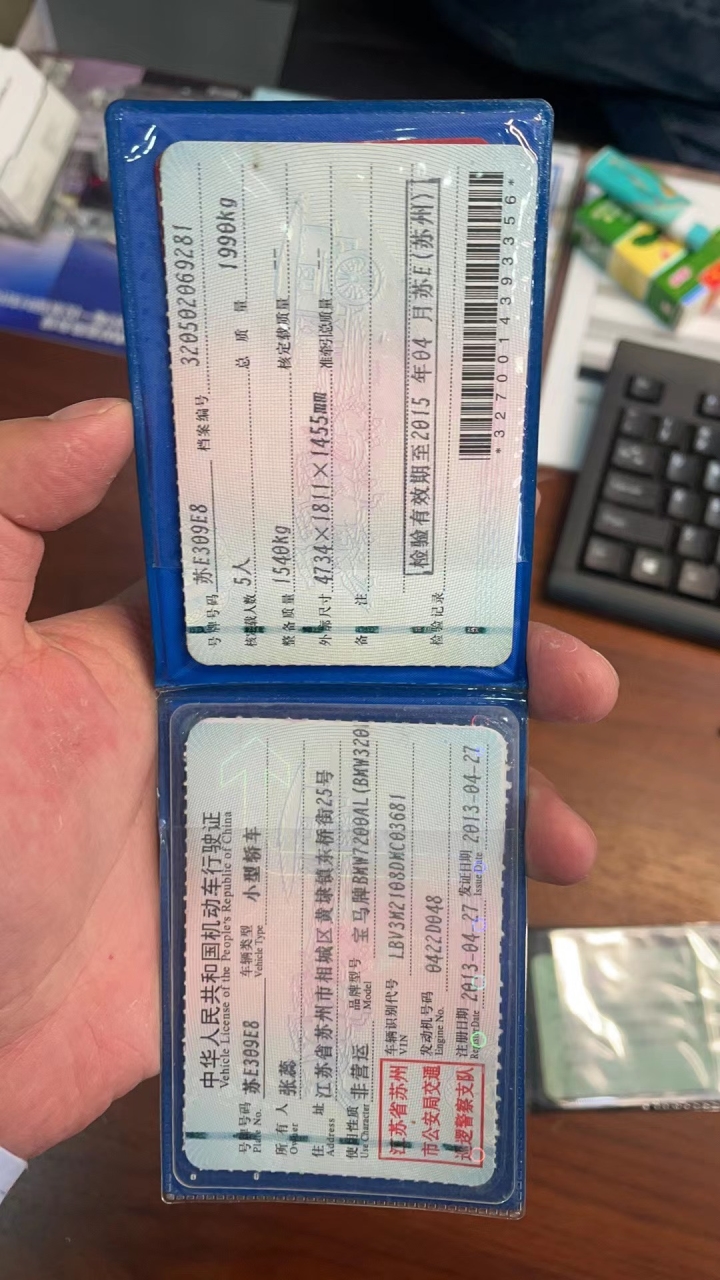 中华人民共和国机动车行驶证
Vehicle License of the People's Republic of China
号牌号码 苏E309E8 车辆类型 小型轿车
Plate No. Vehicle Type
所有人 张蕊
Owner
住址 江苏省苏州市相城区黄埭镇东桥街25号
Address
使用性质 非营运 品牌型号 宝马牌BMW7200AL(BMW320
Use Character Model
江苏省苏州
市公安局交通
巡逻警察支队
车辆识别代号 LBV3M2108DMC03681
VIN
发动机号码 0422D048
Engine No.
注册日期 2013-04-27 发证日期 2013-04-27
Register Date Issue Date
号牌号码 苏E309E8 档案编号 320502069281
核定载人数 5人 总质量 1990kg
整备质量 1540kg 核定载质量 --
外廓尺寸 4734×1811×1455mm 准牵引总质量 --
备注
检验记录 检验有效期至2015年04月苏E(苏州)
*3270014393356*